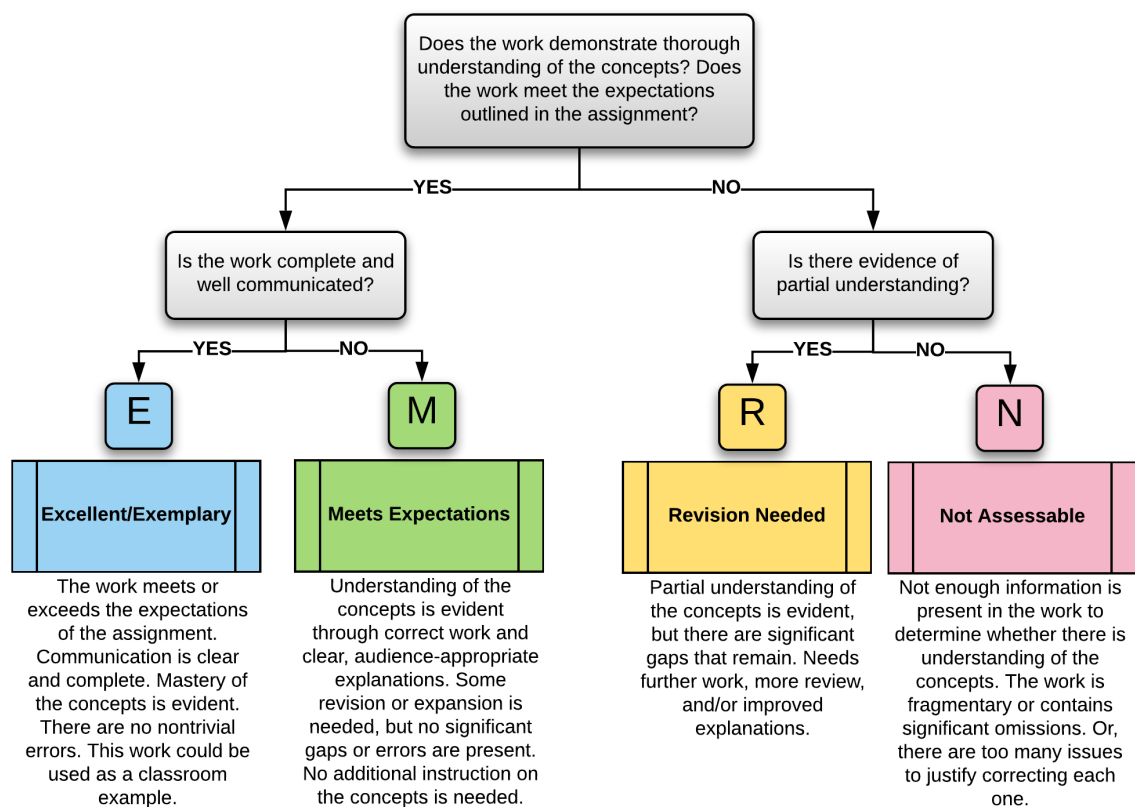 Does the work demonstrate thorough
understanding of the concepts? Does
the work meet the expectations
outlined in the assignment?
YES
NO
Is the work complete and
well communicated?
Is there evidence of
partial understanding?
YES
NO
YES
NO
E
M
R
N
Excellent/Exemplary
Meets Expectations
Revision Needed
Not Assessable
The work meets or
exceeds the expectations
of the assignment.
Communication is clear
and complete. Mastery of
the concepts is evident.
There are no nontrivial
errors. This work could be
used as a classroom
example.
Understanding of the
concepts is evident
through correct work and
clear, audience-appropriate
explanations. Some
revision or expansion is
needed, but no significant
gaps or errors are present.
No additional instruction on
the concepts is needed.
Partial understanding of
the concepts is evident,
but there are significant
gaps that remain. Needs
further work, more review,
and/or improved
explanations.
Not enough information is
present in the work to
determine whether there is
understanding of the
concepts. The work is
fragmentary or contains
significant omissions. Or,
there are too many issues
to justify correcting each
one.